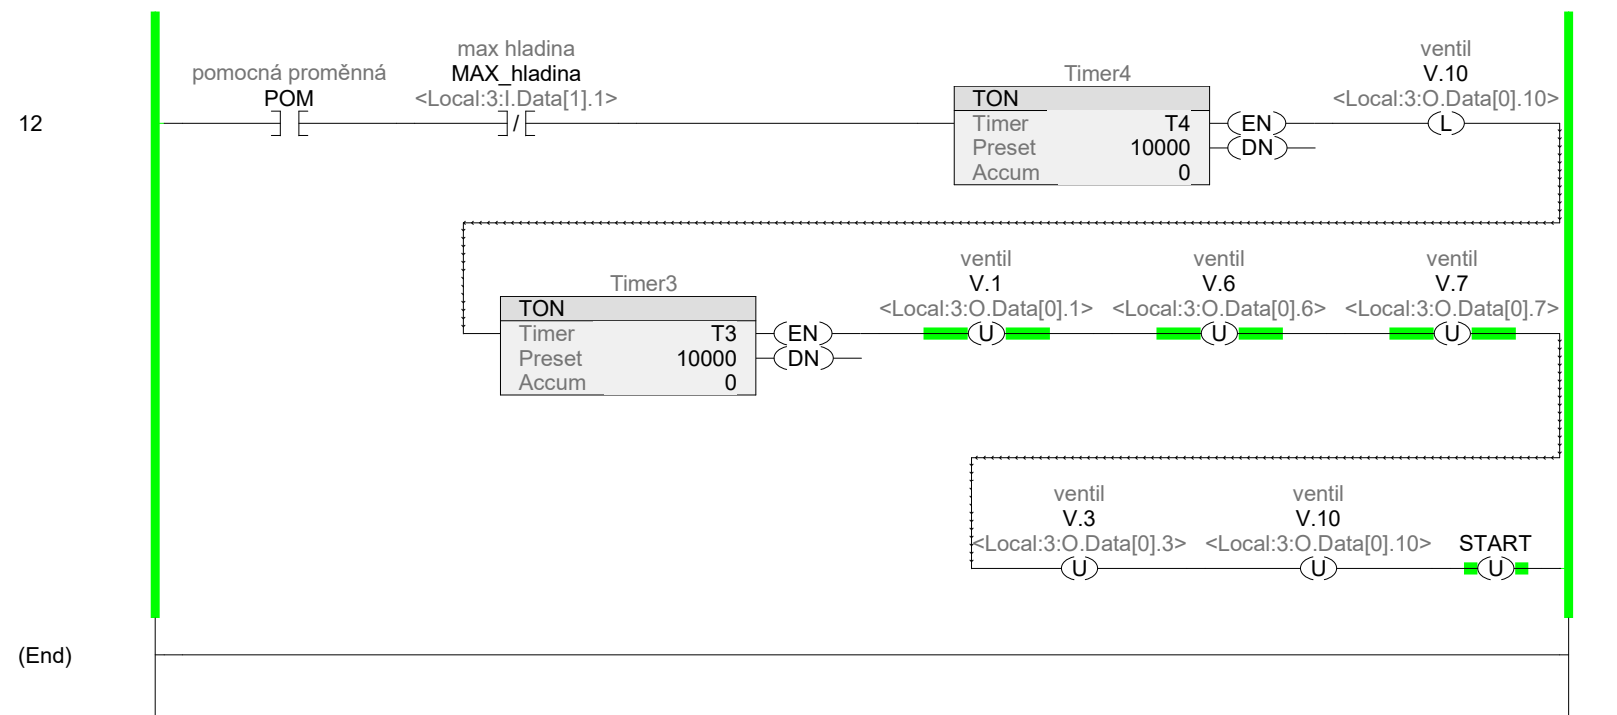 max hladina
ventil
pomocná proměnná
MAX_hladina
Timer4
V.10
POM
<Local:3:I.Data[1].1>
TON
<Local:3:O.Data[0].10>
12
/
Timer
T4
EN
L
Preset
10000
DN
Accum
0
ventil
ventil
ventil
Timer3
V.1
V.6
V.7
TON
<Local:3:O.Data[0].1>
<Local:3:O.Data[0].6>
<Local:3:O.Data[0].7>
Timer
T3
EN
U
U
U
Preset
10000
DN
Accum
0
ventil
ventil
V.3
V.10
<Local:3:O.Data[0].3>
<Local:3:O.Data[0].10>
START
U
U
U
(End)